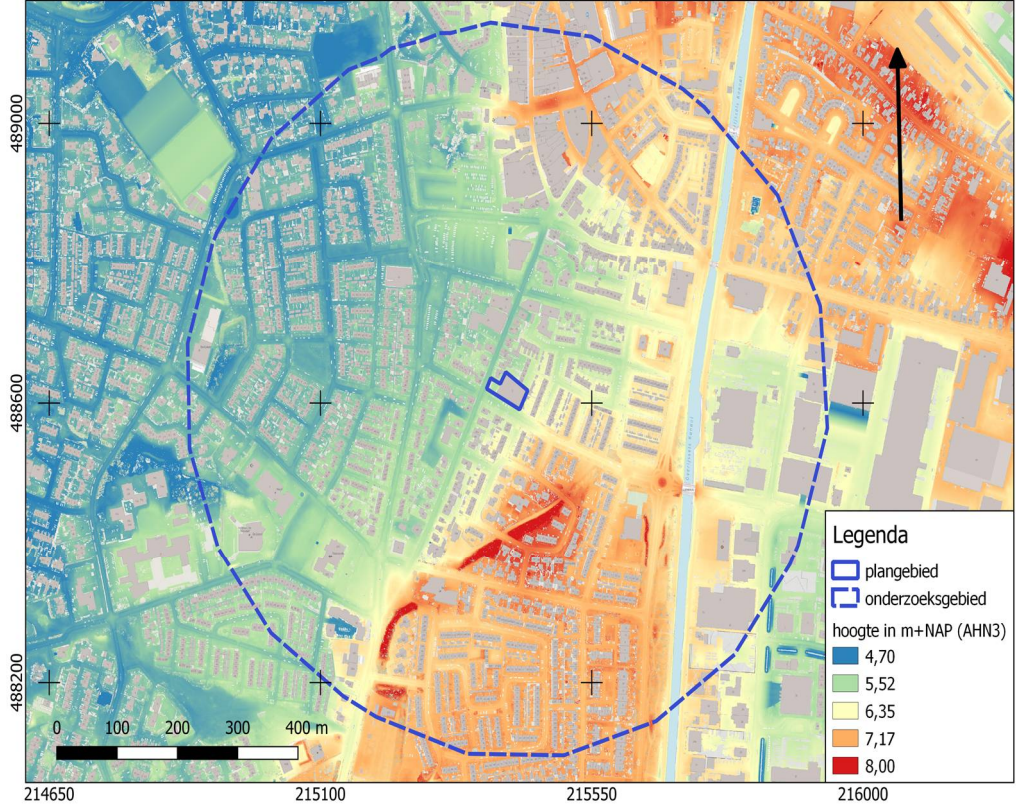 489000
488600
488200
0 100 200 300 400 m
214650 215100 215550 216000
Legenda
plangebied
onderzoeksgebied
hoogte in m+NAP (AHN3)
4,70
5,52
6,35
7,17
8,00